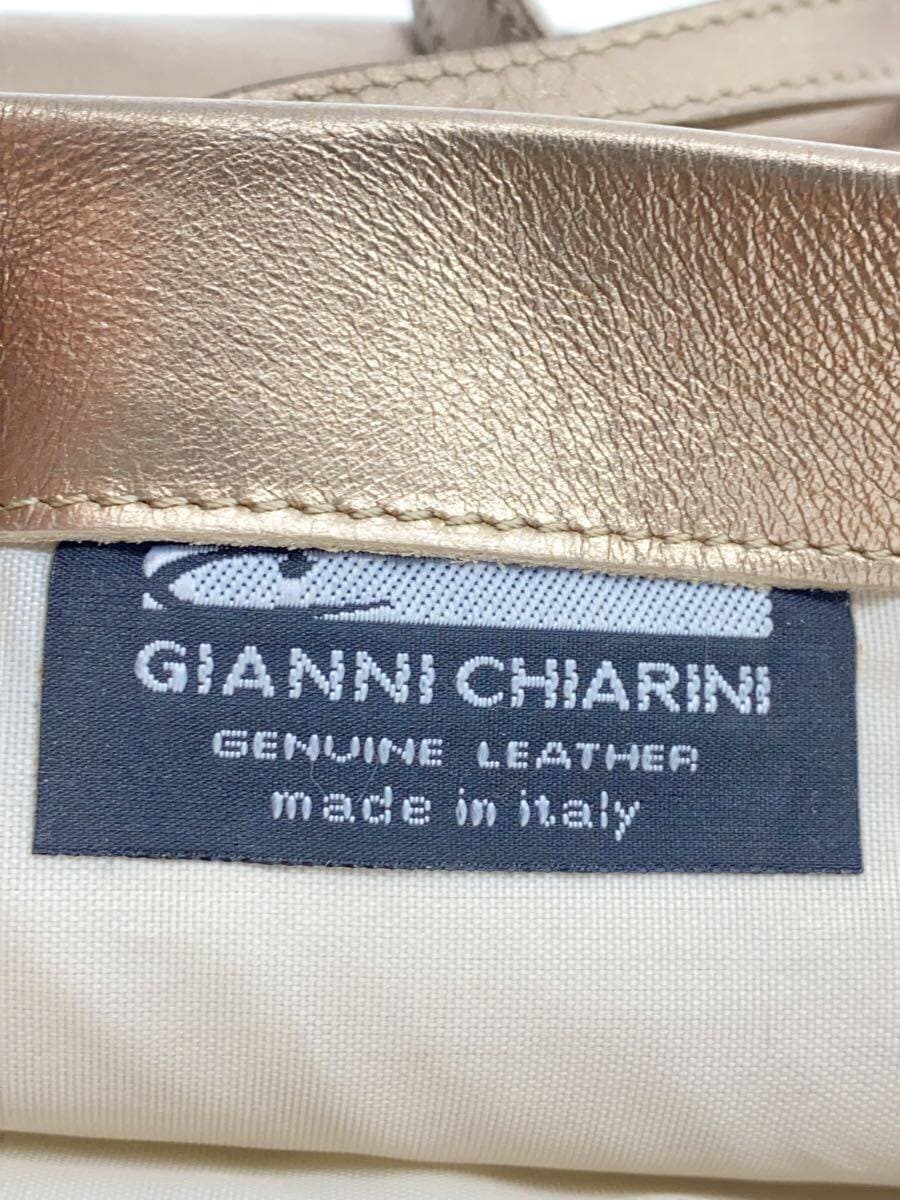 GIANNI CHIARINI
GENUINE LEATHER
made in italy